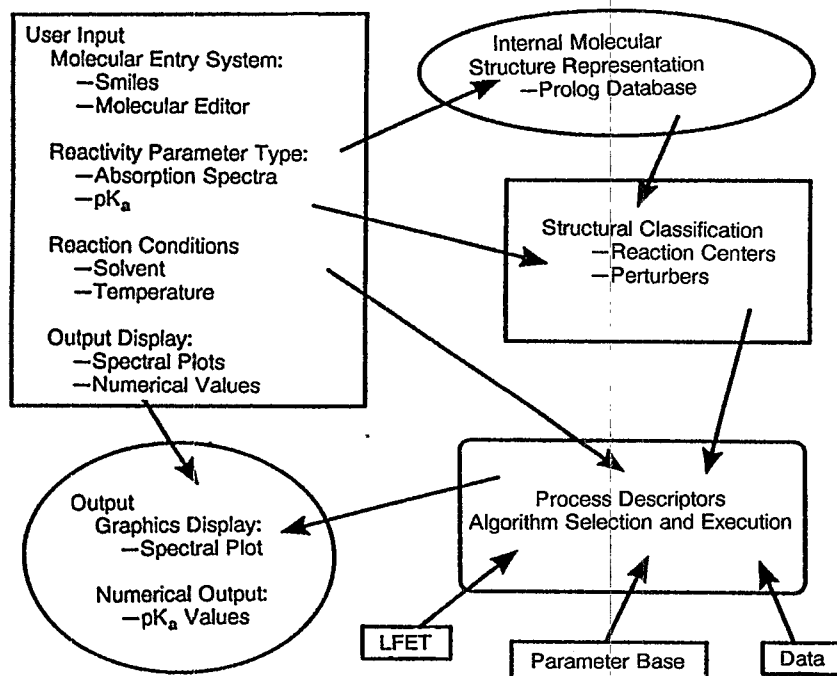 User Input
Molecular Entry System:
—Smiles
—Molecular Editor
Reactivity Parameter Type:
—Absorption Spectra
—pKa
Reaction Conditions
—Solvent
—Temperature
Output Display:
—Spectral Plots
—Numerical Values
Internal Molecular
Structure Representation
—Prolog Database
Structural Classification
—Reaction Centers
—Perturbers
Process Descriptors
Algorithm Selection and Execution
Output
Graphics Display:
—Spectral Plot
Numerical Output:
—pKa Values
LFET
Parameter Base
Data